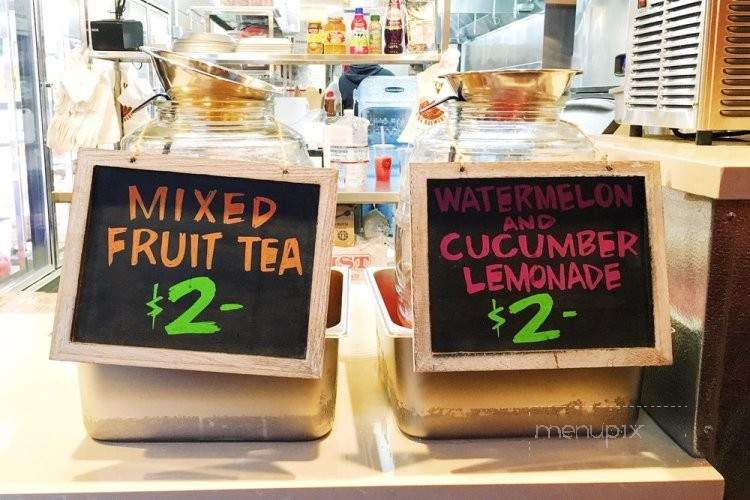 MIXED
FRUIT TEA
$2-
WATERMELON
AND
CUCUMBER
LEMONADE
$2-
menupix